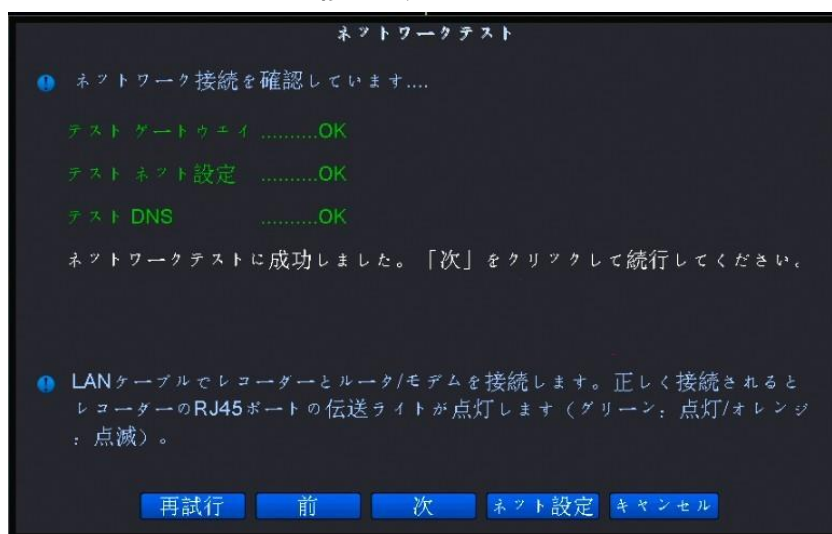 ネットワークテスト
ネットワーク接続を確認しています....
テスト ゲートウエイ ..........OK
テスト ネット設定 ..........OK
テスト DNS ..........OK
ネットワークテストに成功しました。「次」をクリックして続行してください。
LANケーブルでレコーダーとルータ/モデムを接続します。正しく接続されると
レコーダーのRJ45ポートの伝送ライトが点灯します（グリーン：点灯/オレンジ
：点滅）。
再試行 前 次 ネット設定 キャンセル